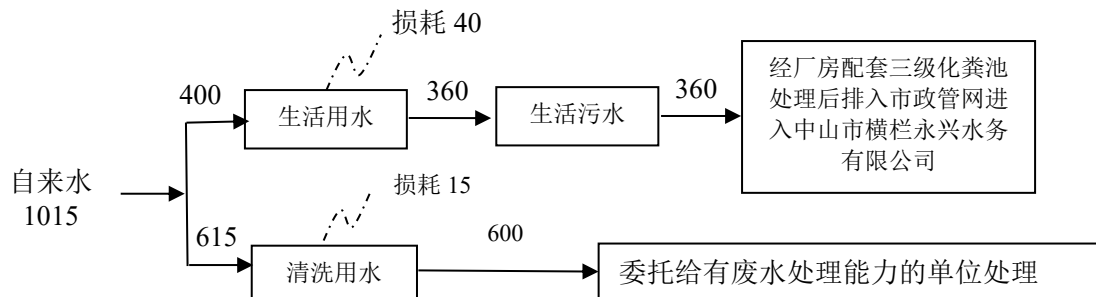 损耗 40
400
生活用水
360
生活污水
360
经厂房配套三级化粪池
处理后排入市政管网进
入中山市横栏永兴水务
有限公司
自来水
1015
损耗 15
615
清洗用水
600
委托给有废水处理能力的单位处理